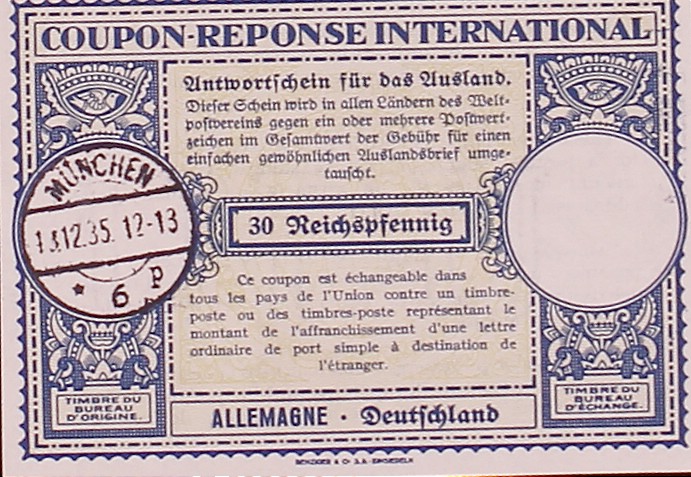 COUPON-REPONSE INTERNATIONAL
Antwortschein für das Ausland.
Dieser Schein wird in allen Ländern des Welt-
postvereins gegen ein oder mehrere Postwert-
zeichen im Gesamtwert der Gebühr für einen
einfachen gewöhnlichen Auslandsbrief umge-
tauscht.
MÜNCHEN
13.12.35. 12-13
* 6 P
30 Reichspfennig
Ce coupon est échangeable dans
tous les pays de l'Union contre un timbre-
poste ou des timbres-poste représentant le
montant de l'affranchissement d'une lettre
ordinaire de port simple à destination de
l'étranger.
TIMBRE DU
BUREAU
D'ORIGINE.
TIMBRE DU
BUREAU
D'ÉCHANGE.
ALLEMAGNE · Deutschland
BENZIGER & Co S.A. EINSIEDELN